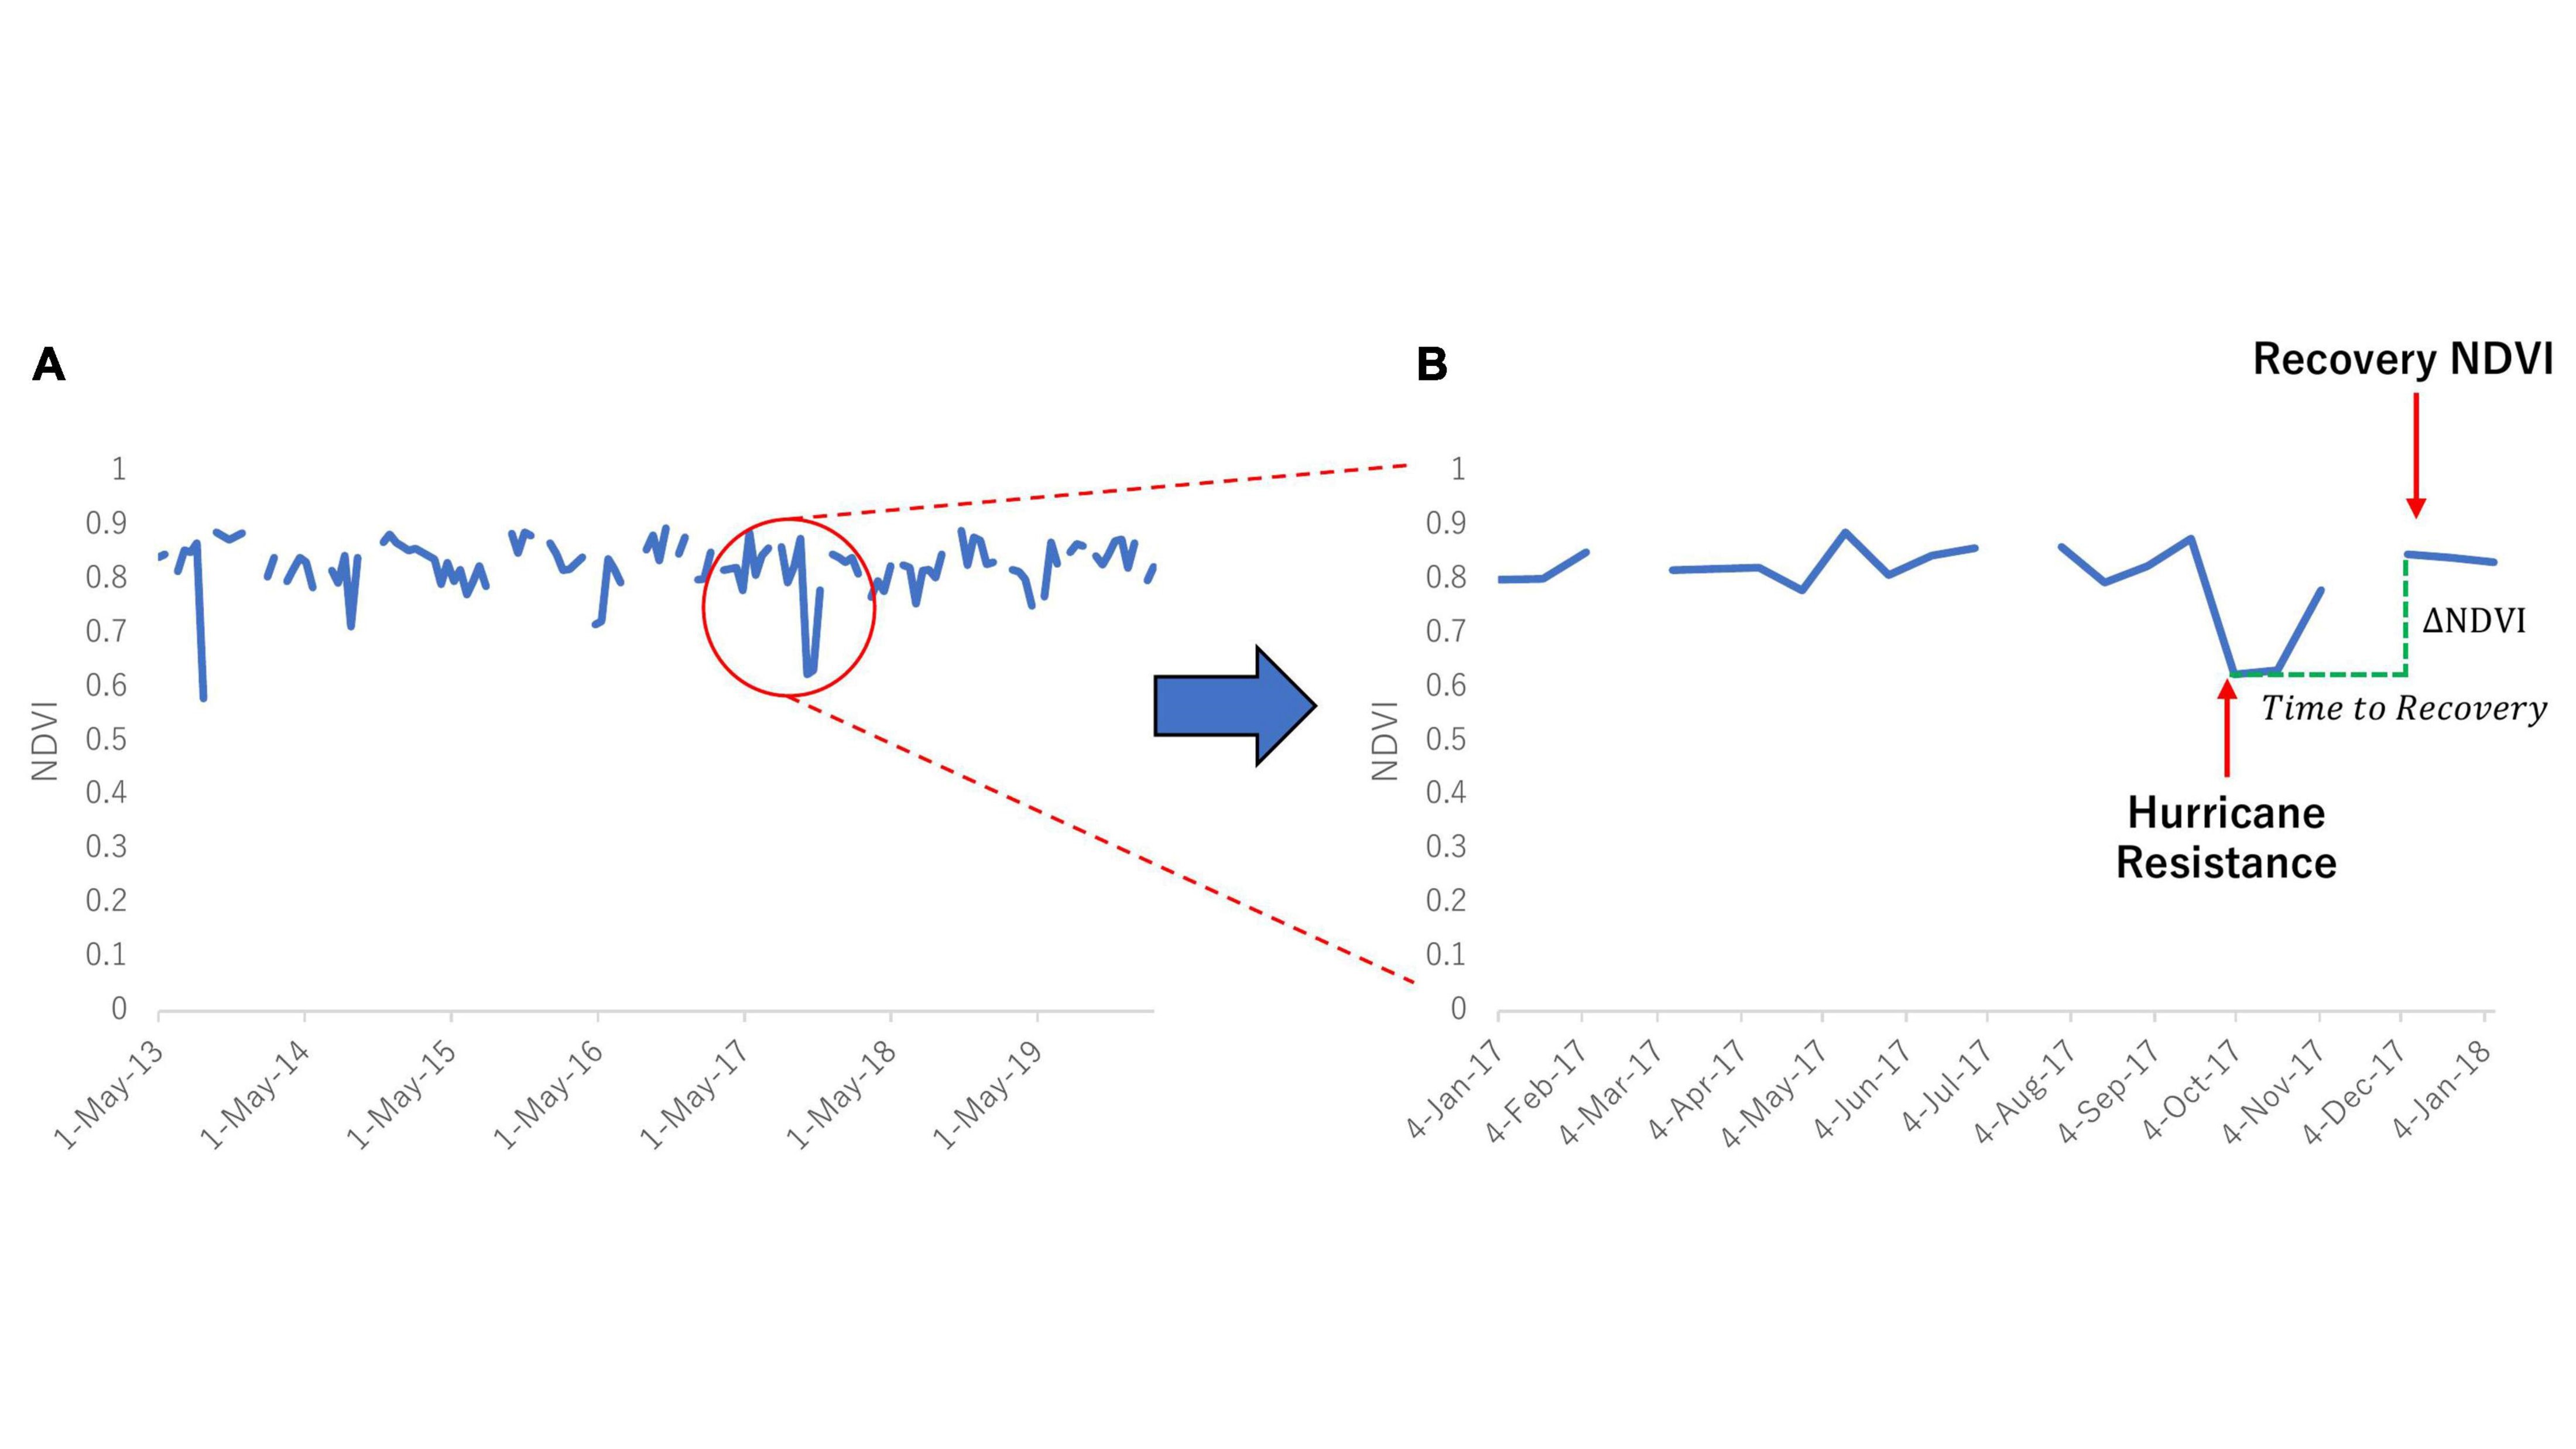 A
1
0.9
0.8
0.7
0.6
0.5
0.4
0.3
0.2
0.1
0
NDVI
1-May-13
1-May-14
1-May-15
1-May-16
1-May-17
1-May-18
1-May-19
B
Recovery NDVI
1
0.9
0.8
0.7
0.6
0.5
0.4
0.3
0.2
0.1
0
NDVI
ΔNDVI
Time to Recovery
Hurricane
Resistance
4-Jan-17
4-Feb-17
4-Mar-17
4-Apr-17
4-May-17
4-Jun-17
4-Jul-17
4-Aug-17
4-Sep-17
4-Oct-17
4-Nov-17
4-Dec-17
4-Jan-18